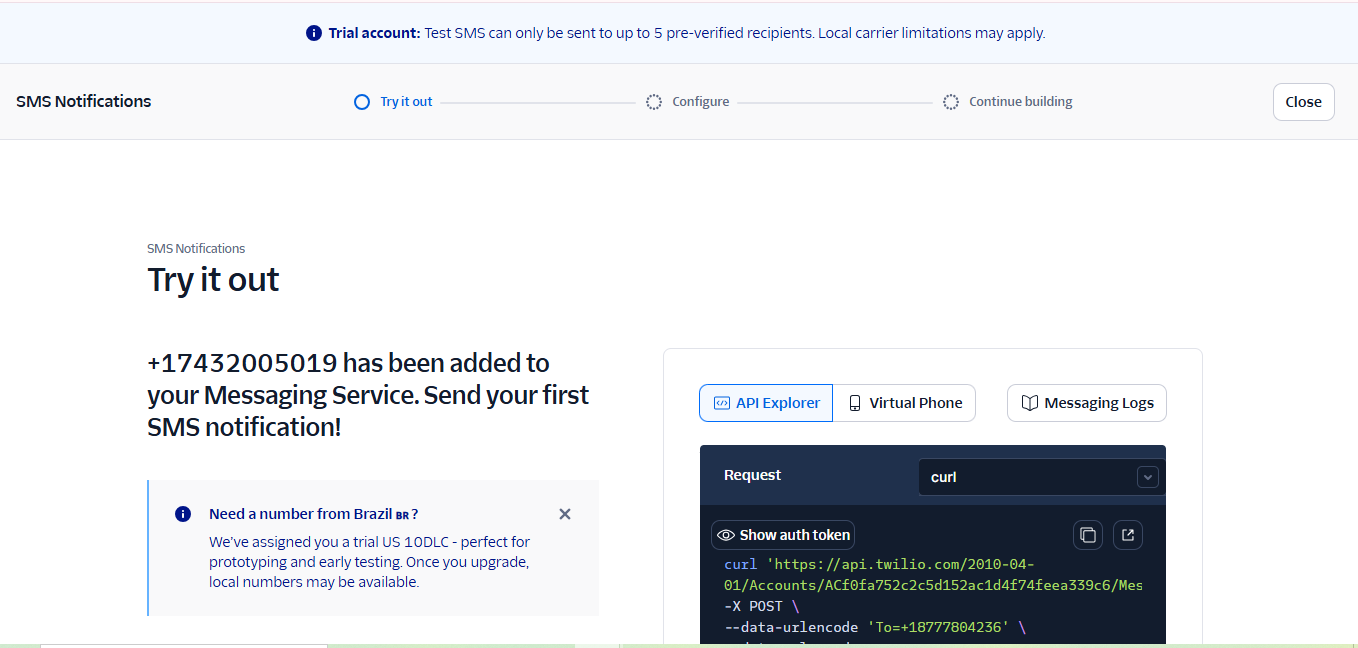 Trial account: Test SMS can only be sent to up to 5 pre-verified recipients. Local carrier limitations may apply.
SMS Notifications
Try it out
Configure
Continue building
Close
SMS Notifications
Try it out
+17432005019 has been added to
your Messaging Service. Send your first
SMS notification!
Need a number from Brazil BR ?
We've assigned you a trial US 10DLC - perfect for
prototyping and early testing. Once you upgrade,
local numbers may be available.
API Explorer
Virtual Phone
Messaging Logs
Request
curl
Show auth token
curl 'https://api.twilio.com/2010-04-
01/Accounts/ACf0fa752c2c5d152ac1d4f74feea339c6/Mes
-X POST \
--data-urlencode 'To=+18777804236' \